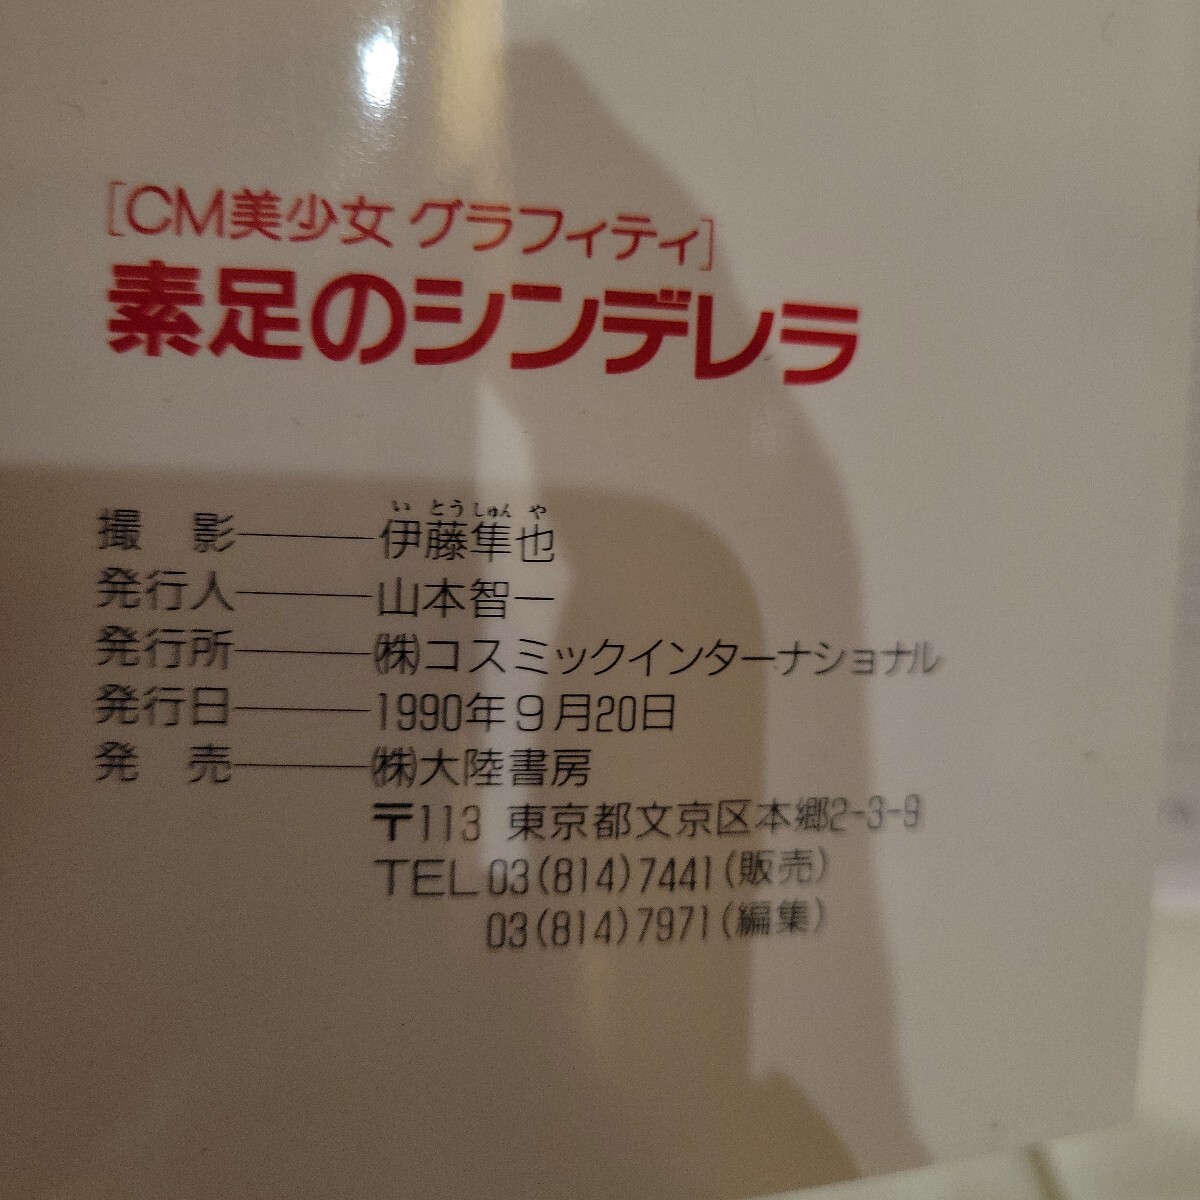 [CM美少女 グラフィティ]
素足のシンデレラ
いとうしゅんや
撮 影――伊藤隼也
発行人――山本智一
発行所――㈱コスミックインターナショナル
発行日――1990年9月20日
発 売――㈱大陸書房
〒113 東京都文京区本郷2-3-9
TEL03(814)7441(販売)
03(814)7971(編集)